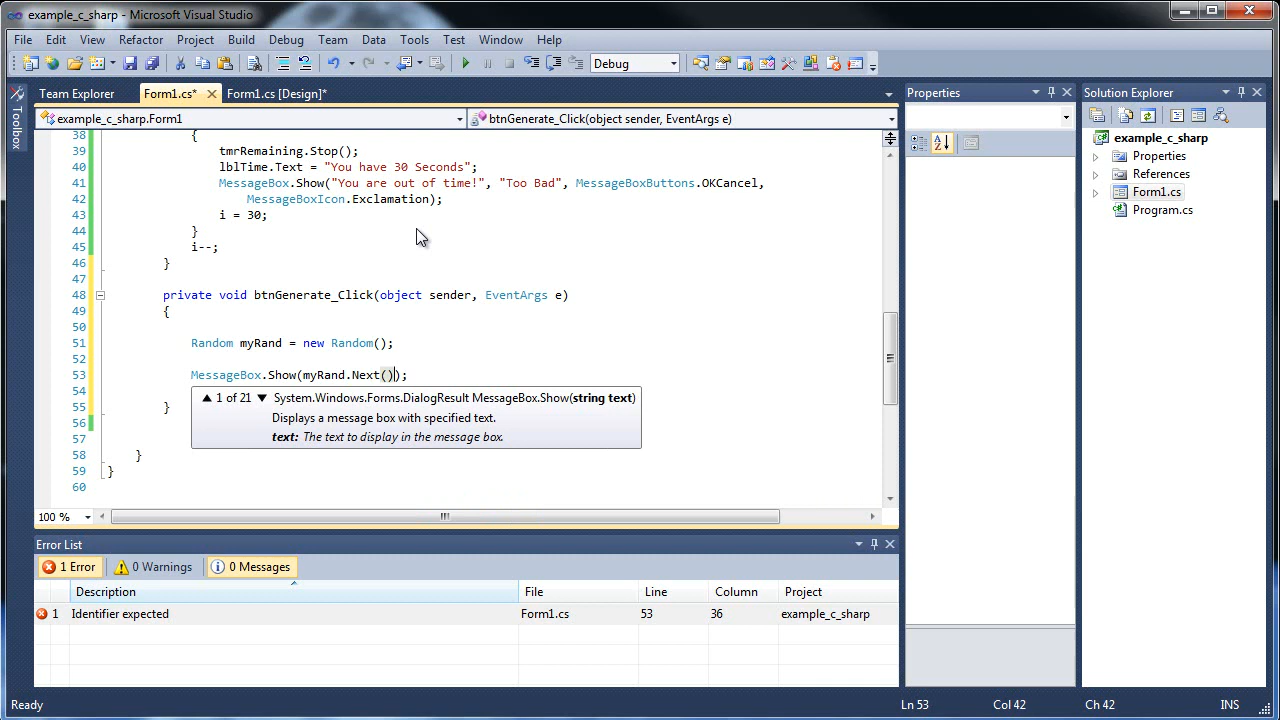 example_c_sharp - Microsoft Visual Studio
File Edit View Refactor Project Build Debug Team Data Tools Test Window Help
Debug
Toolbox
Team Explorer Form1.cs* Form1.cs [Design]*
example_c_sharp.Form1 btnGenerate_Click(object sender, EventArgs e)
38 {
39 tmrRemaining.Stop();
40 lblTime.Text = "You have 30 Seconds";
41 MessageBox.Show("You are out of time!", "Too Bad", MessageBoxButtons.OKCancel,
42 MessageBoxIcon.Exclamation);
43 i = 30;
44 }
45 i--;
46 }
47
48 private void btnGenerate_Click(object sender, EventArgs e)
49 {
50
51 Random myRand = new Random();
52
53 MessageBox.Show(myRand.Next());
54
55 }
56
57
58 }
59 }
60
1 of 21 System.Windows.Forms.DialogResult MessageBox.Show(string text)
Displays a message box with specified text.
text: The text to display in the message box.
100 %
Properties
Solution Explorer
example_c_sharp
Properties
References
Form1.cs
Program.cs
Error List
1 Error 0 Warnings 0 Messages
Description File Line Column Project
1 Identifier expected Form1.cs 53 36 example_c_sharp
Ready Ln 53 Col 42 Ch 42 INS